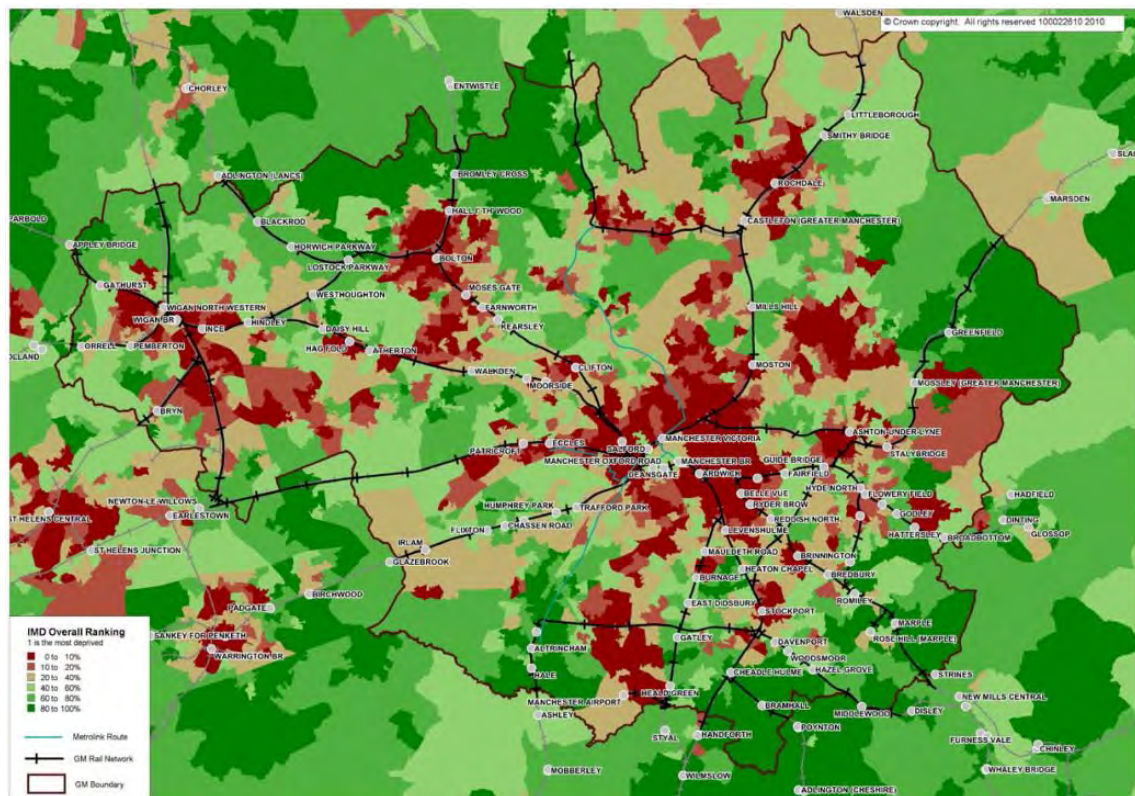 WALSDEN
© Crown copyright. All rights reserved 100022610 2010.
CHORLEY
ENTWISTLE
LITTLEBOROUGH
SMITHY BRIDGE
ADLINGTON (LANCS)
BROMLEY CROSS
ROCHDALE
MARSDEN
BLACKROD
HALL I' TH' WOOD
CASTLETON (GREATER MANCHESTER)
APPLEY BRIDGE
HORWICH PARKWAY
BOLTON
LOSTOCK PARKWAY
GATHURST
WESTHOUGHTON
MOSES GATE
WIGAN NORTH WESTERN
FARNWORTH
MILLS HILL
WIGAN BR
INCE
HINDLEY
DAISY HILL
KEARSLEY
GREENFIELD
ORRELL
PEMBERTON
HAG FOLD
ATHERTON
CLIFTON
MOSTON
WALKDEN
MOORSIDE
MOSSLEY (GREATER MANCHESTER)
BRYN
ASHTON-UNDER-LYNE
ECCLES
SALFORD
MANCHESTER VICTORIA
PATRICROFT
STALYBRIDGE
MANCHESTER OXFORD ROAD
MANCHESTER BR
GUIDE BRIDGE
DEANSGATE
ARDWICK
FAIRFIELD
HYDE NORTH
NEWTON-LE-WILLOWS
BELLE VUE
FLOWERY FIELD
HADFIELD
HUMPHREY PARK
TRAFFORD PARK
RYDER BROW
ST HELENS CENTRAL
EARLESTOWN
GODLEY
CHASSEN ROAD
REDDISH NORTH
DINTING
FLIXTON
LEVENSHULME
HATTERSLEY
GLOSSOP
BROADBOTTOM
IRLAM
ST HELENS JUNCTION
MAULDETH ROAD
BRINNINGTON
GLAZEBROOK
HEATON CHAPEL
BURNAGE
BREDBURY
BIRCHWOOD
ROMILEY
PADGATE
EAST DIDSBURY
STOCKPORT
MARPLE
SANKEY FOR PENKETH
GATLEY
ROSE HILL (MARPLE)
DAVENPORT
ALTRINCHAM
WARRINGTON BR
WOODSMOOR
HALE
CHEADLE HULME
HAZEL GROVE
STRINES
MANCHESTER AIRPORT
HEALD GREEN
NEW MILLS CENTRAL
ASHLEY
BRAMHALL
MIDDLEWOOD
DISLEY
STYAL
HANDFORTH
POYNTON
FURNESS VALE
CHINLEY
MOBBERLEY
WILMSLOW
WHALEY BRIDGE
ADLINGTON (CHESHIRE)
IMD Overall Ranking
1 is the most deprived
0 to 10%
10 to 20%
20 to 40%
40 to 60%
60 to 80%
80 to 100%
Metrolink Route
GM Rail Network
GM Boundary